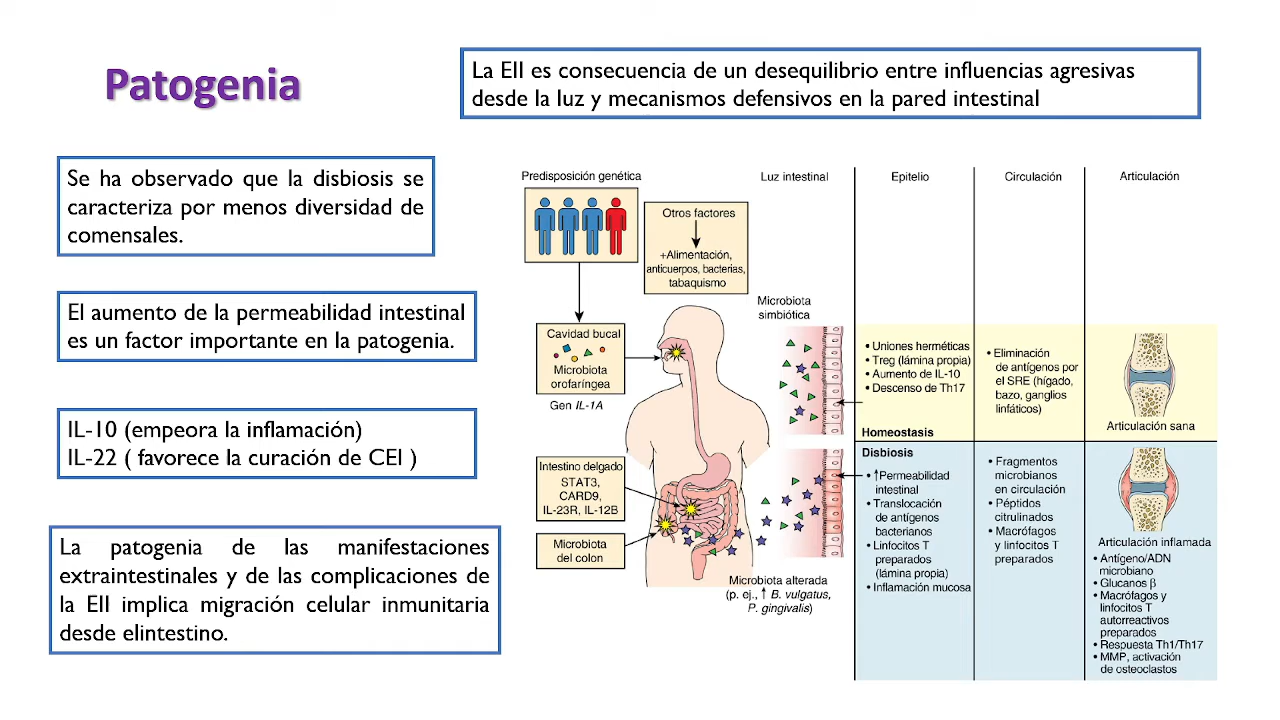 Patogenia
La EII es consecuencia de un desequilibrio entre influencias agresivas
desde la luz y mecanismos defensivos en la pared intestinal
Se ha observado que la disbiosis se
caracteriza por menos diversidad de
comensales.
El aumento de la permeabilidad intestinal
es un factor importante en la patogenia.
IL-10 (empeora la inflamación)
IL-22 ( favorece la curación de CEI )
La patogenia de las manifestaciones
extraintestinales y de las complicaciones de
la EII implica migración celular inmunitaria
desde elintestino.
Predisposición genética
Otros factores
+Alimentación,
anticuerpos, bacterias,
tabaquismo
Cavidad bucal
Microbiota
orofaríngea
Gen IL-1A
Intestino delgado
STAT3,
CARD9,
IL-23R, IL-12B
Microbiota
del colon
Luz intestinal
Microbiota
simbiótica
Microbiota alterada
(p. ej., ↑ B. vulgatus,
P. gingivalis)
Epitelio
• Uniones herméticas
• Treg (lámina propia)
• Aumento de IL-10
• Descenso de Th17
Homeostasis
Disbiosis
• ↑Permeabilidad
intestinal
• Translocación
de antígenos
bacterianos
• Linfocitos T
preparados
(lámina propia)
• Inflamación mucosa
Circulación
• Eliminación
de antígenos por
el SRE (hígado,
bazo, ganglios
linfáticos)
• Fragmentos
microbianos
en circulación
• Péptidos
citrulinados
• Macrófagos
y linfocitos T
preparados
Articulación
Articulación sana
Articulación inflamada
• Antígeno/ADN
microbiano
• Glucanos β
• Macrófagos y
linfocitos T
autorreactivos
preparados
• Respuesta Th1/Th17
• MMP, activación
de osteoclastos